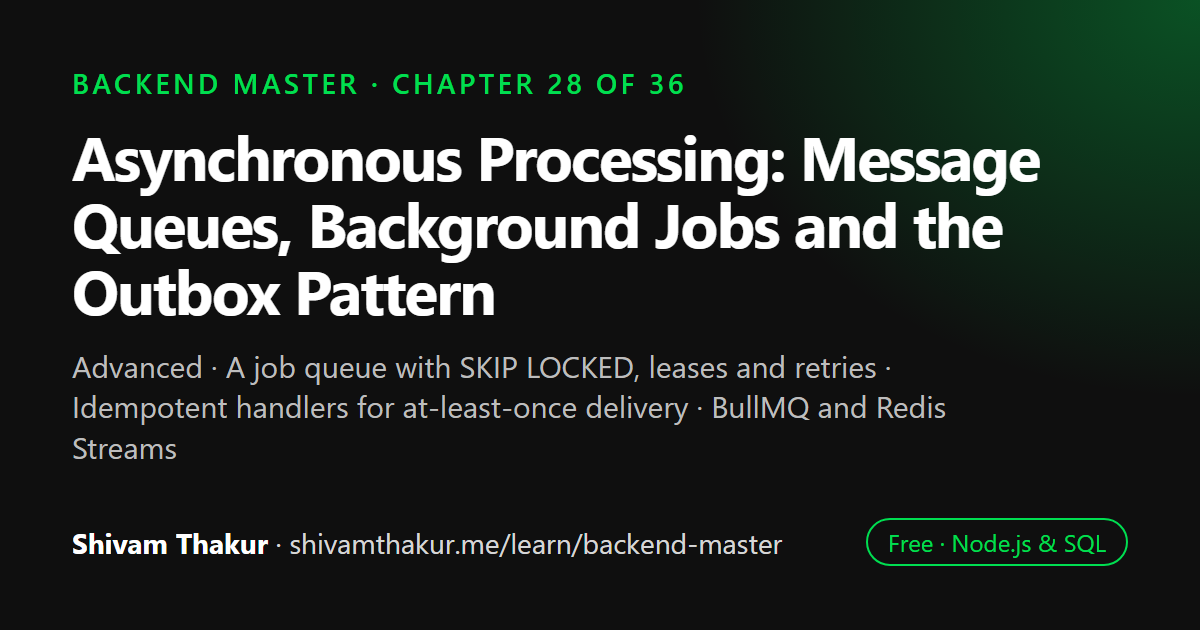 BACKEND MASTER · CHAPTER 28 OF 36
Asynchronous Processing: Message
Queues, Background Jobs and the
Outbox Pattern
Advanced · A job queue with SKIP LOCKED, leases and retries ·
Idempotent handlers for at-least-once delivery · BullMQ and Redis
Streams
Shivam Thakur · shivamthakur.me/learn/backend-master
Free · Node.js & SQL